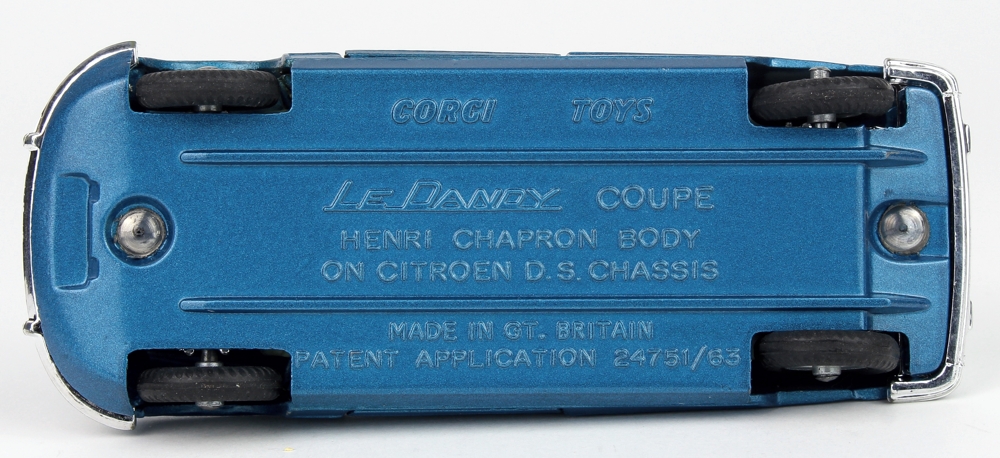 CORGI TOYS
LE DANDY COUPE
HENRI CHAPRON BODY
ON CITROEN D.S. CHASSIS
MADE IN GT. BRITAIN
PATENT APPLICATION 24751/63